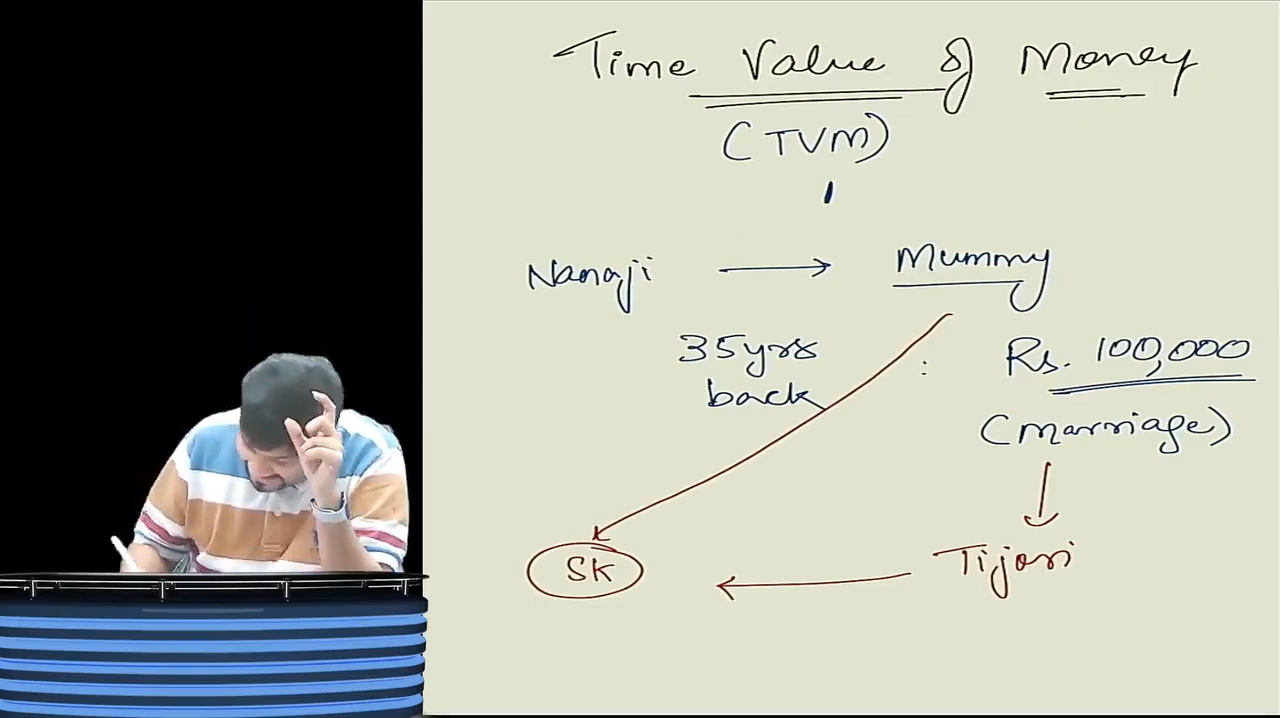 Time Value of Money
(TVM)
Nanaji → Mummy
35yrs : Rs. 100,000
back (marriage)
SK ← Tijori